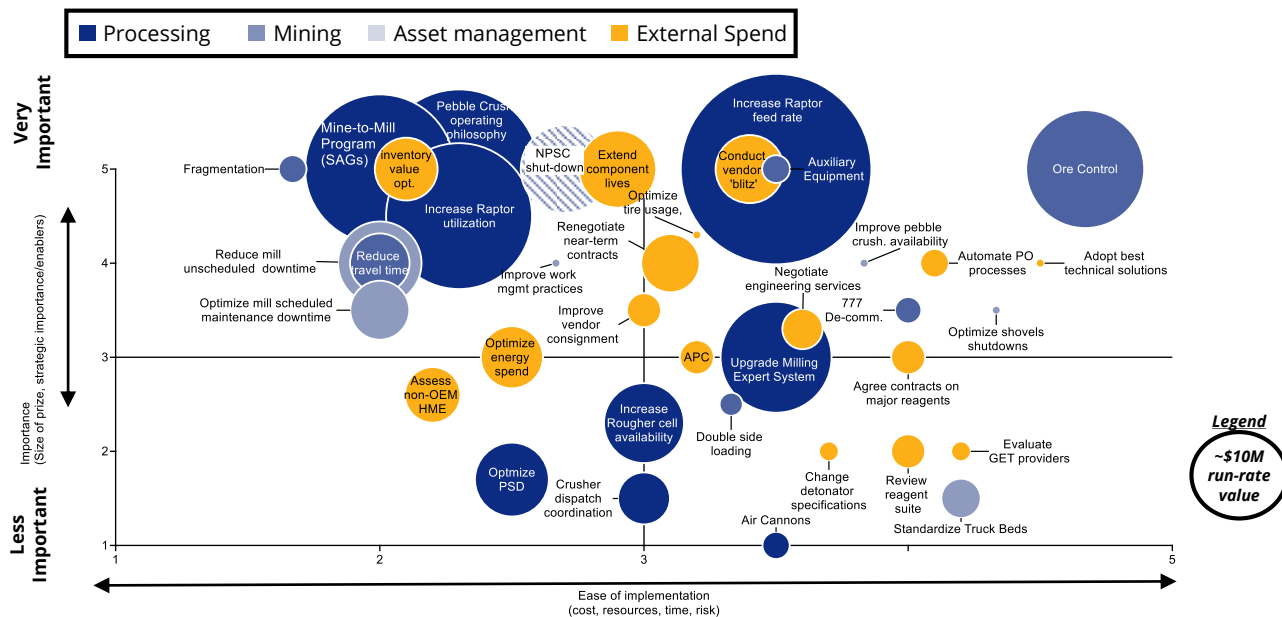 Processing
Mining
Asset management
External Spend
Very
Important
Less
Important
Importance
(Size of prize, strategic importance/enablers)
Pebble Crush
operating
philosophy
Mine-to-Mill
Program
(SAGs)
inventory
value
opt.
Fragmentation
Increase Raptor
utilization
NPSC
shut-down
Extend
component
lives
Optimize
tire usage,
Increase Raptor
feed rate
Conduct
vendor
'blitz'
Auxiliary
Equipment
Ore Control
Reduce mill
unscheduled downtime
Reduce
travel time
Optimize mill scheduled
maintenance downtime
Improve work
mgmt practices
Renegotiate
near-term
contracts
Improve vendor
consignment
Improve pebble
crush. availability
Negotiate
engineering services
Automate PO
processes
Adopt best
technical solutions
777
De-comm.
Optimize shovels
shutdowns
Optimize
energy
spend
APC
Upgrade Milling
Expert System
Agree contracts on
major reagents
Assess
non-OEM
HME
Increase
Rougher cell
availability
Double side
loading
Optmize
PSD
Crusher
dispatch
coordination
Change
detonator
specifications
Review
reagent
suite
Evaluate
GET providers
Standardize Truck Beds
Air Cannons
5
4
3
2
1
1
2
3
5
Ease of implementation
(cost, resources, time, risk)
Legend
~$10M
run-rate
value